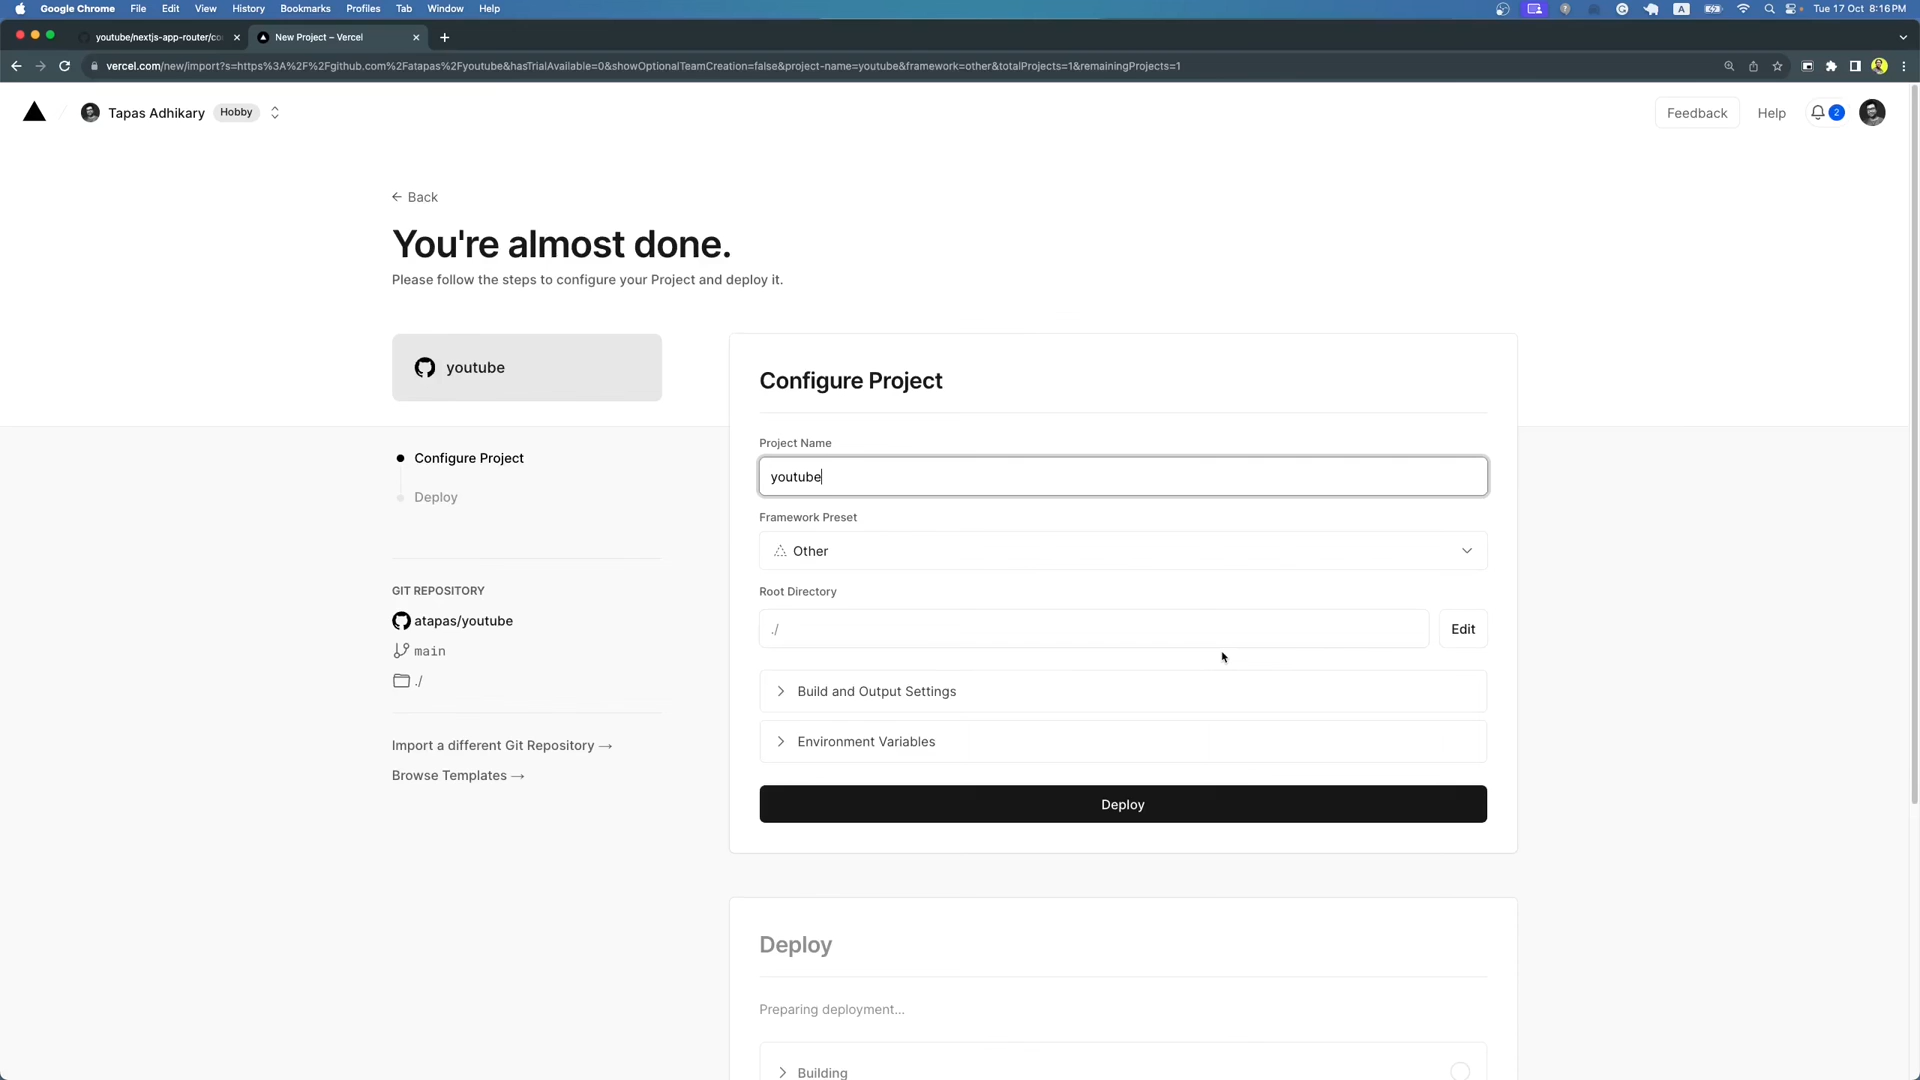 Google Chrome File Edit View History Bookmarks Profiles Tab Window Help
A
Tue 17 Oct 8:16 PM
youtube/nextjs-app-router/co
New Project – Vercel
vercel.com/new/import?s=https%3A%2F%2Fgithub.com%2Fatapas%2Fyoutube&hasTrialAvailable=0&showOptionalTeamCreation=false&project-name=youtube&framework=other&totalProjects=1&remainingProjects=1
Tapas Adhikary Hobby
Feedback Help 2
← Back
You're almost done.
Please follow the steps to configure your Project and deploy it.
youtube
Configure Project
Deploy
GIT REPOSITORY
atapas/youtube
main
./
Import a different Git Repository →
Browse Templates →
Configure Project
Project Name
youtube
Framework Preset
Other
Root Directory
./
Edit
Build and Output Settings
Environment Variables
Deploy
Deploy
Preparing deployment...
Building